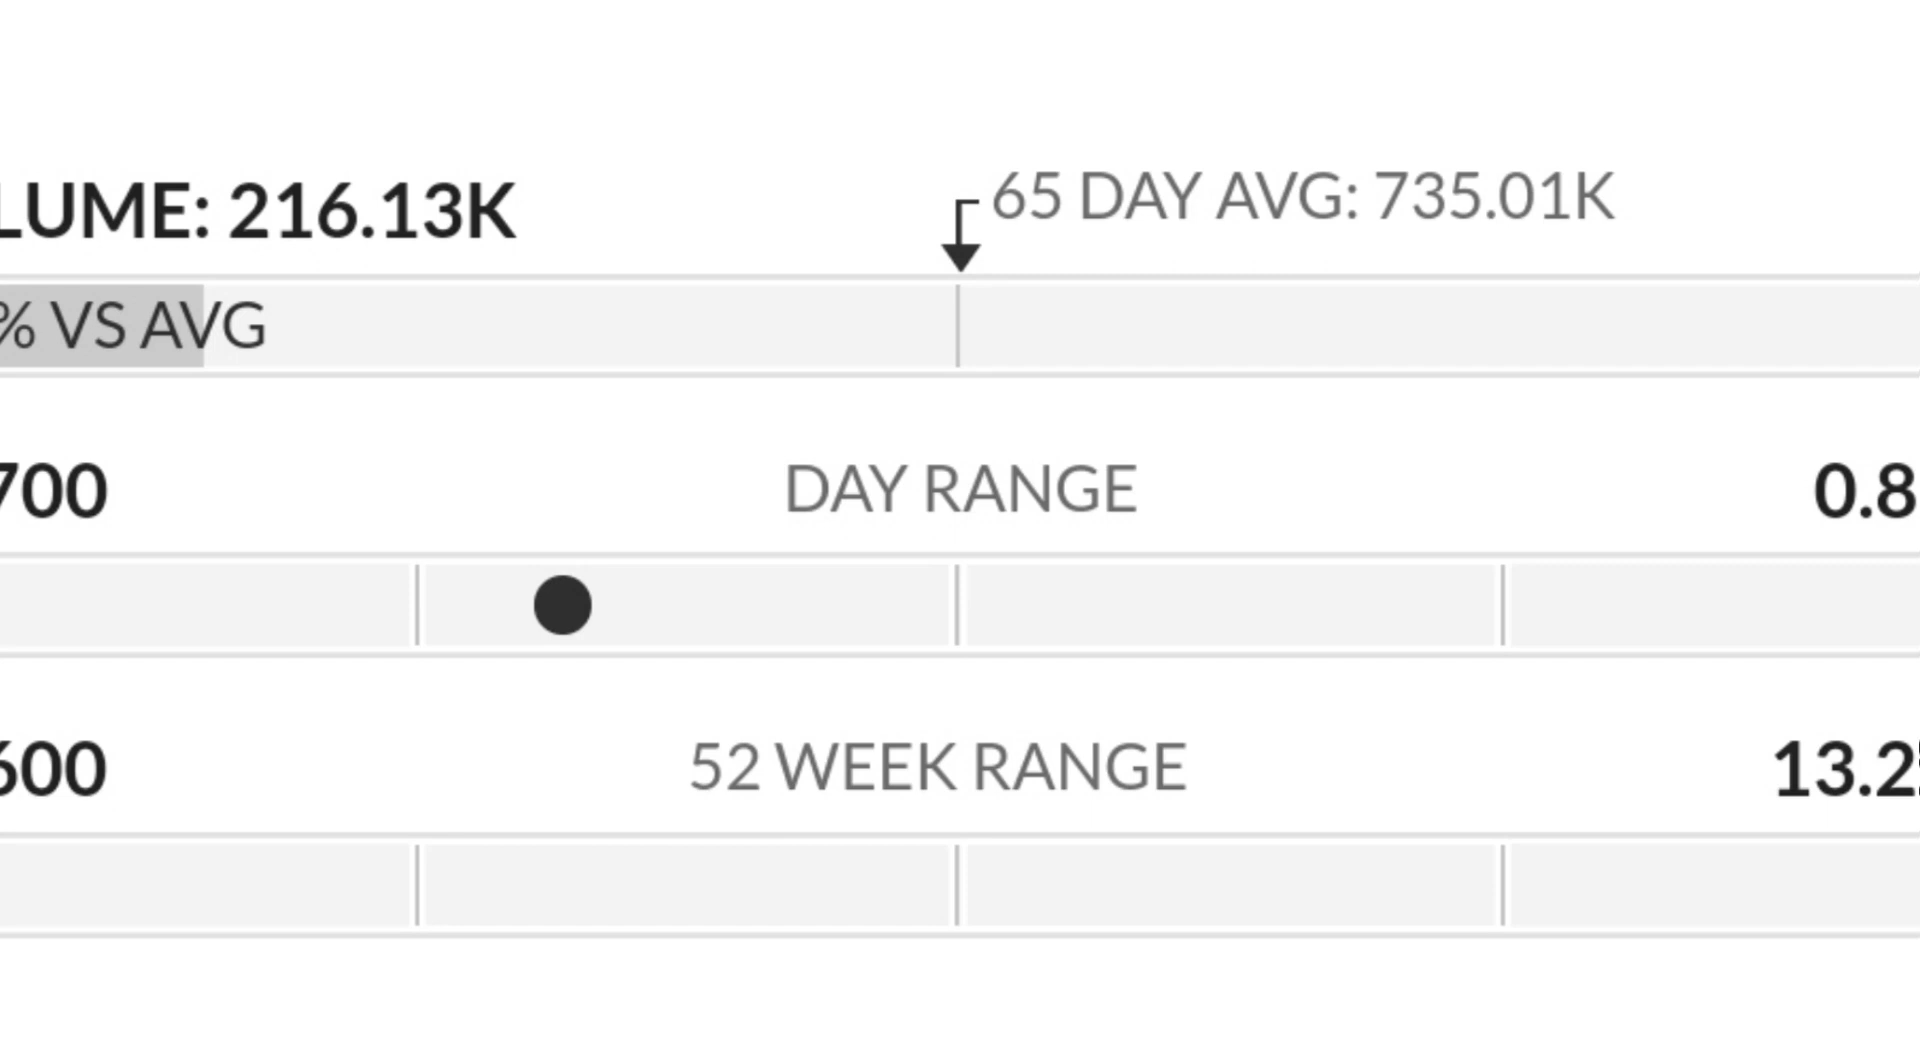 LUME: 216.13K
65 DAY AVG: 735.01K
% VS AVG
700 DAY RANGE 0.8
600 52 WEEK RANGE 13.2